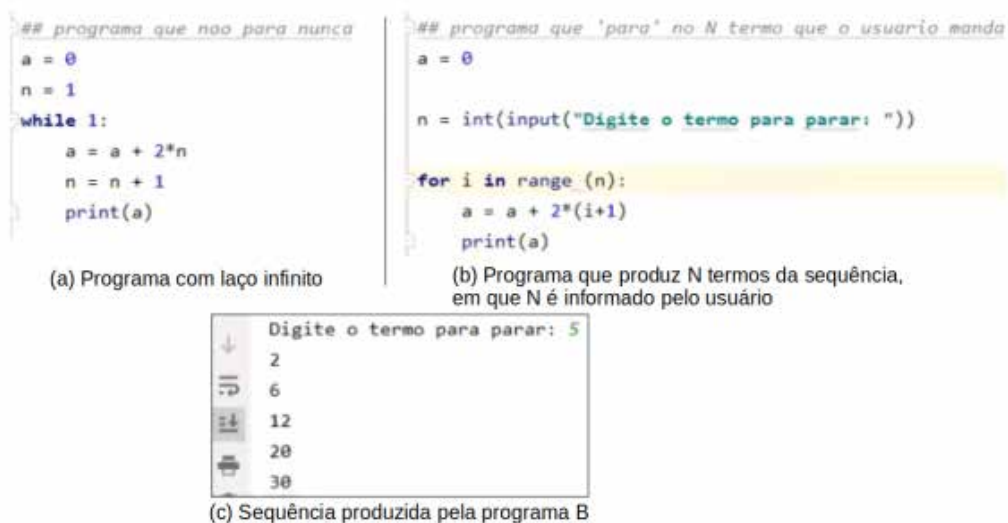 ## programa que nao para nunca
a = 0
n = 1
while 1:
a = a + 2*n
n = n + 1
print(a)
(a) Programa com laço infinito
## programa que 'para' no N termo que o usuario manda
a = 0
n = int(input("Digite o termo para parar: "))
for i in range (n):
a = a + 2*(i+1)
print(a)
(b) Programa que produz N termos da sequência,
em que N é informado pelo usuário
Digite o termo para parar: 5
2
6
12
20
30
(c) Sequência produzida pela programa B